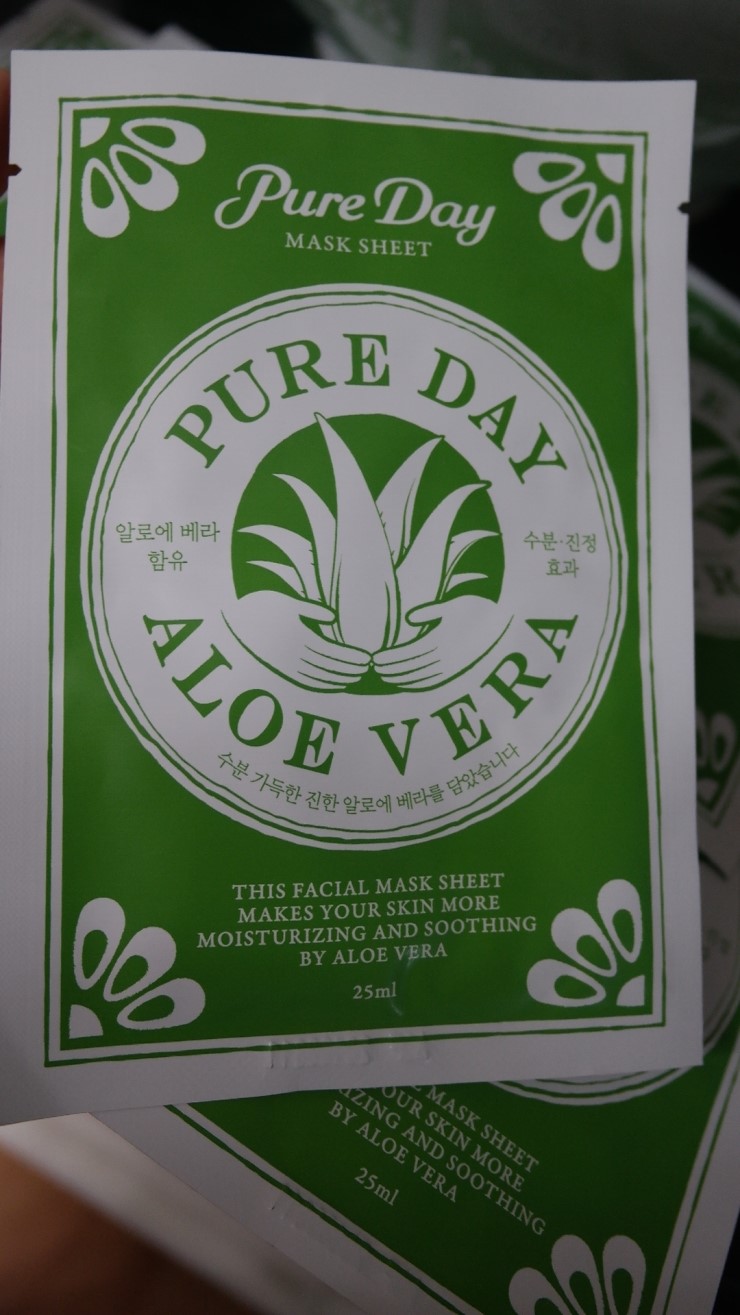 Pure Day
MASK SHEET
PURE DAY
알로에 베라
함유
수분·진정
효과
ALOE VERA
수분 가득한 진한 알로에 베라를 담았습니다
THIS FACIAL MASK SHEET
MAKES YOUR SKIN MORE
MOISTURIZING AND SOOTHING
BY ALOE VERA
25ml
MASK SHEET
OUR SKIN MORE
IZING AND SOOTHING
BY ALOE VERA
25ml